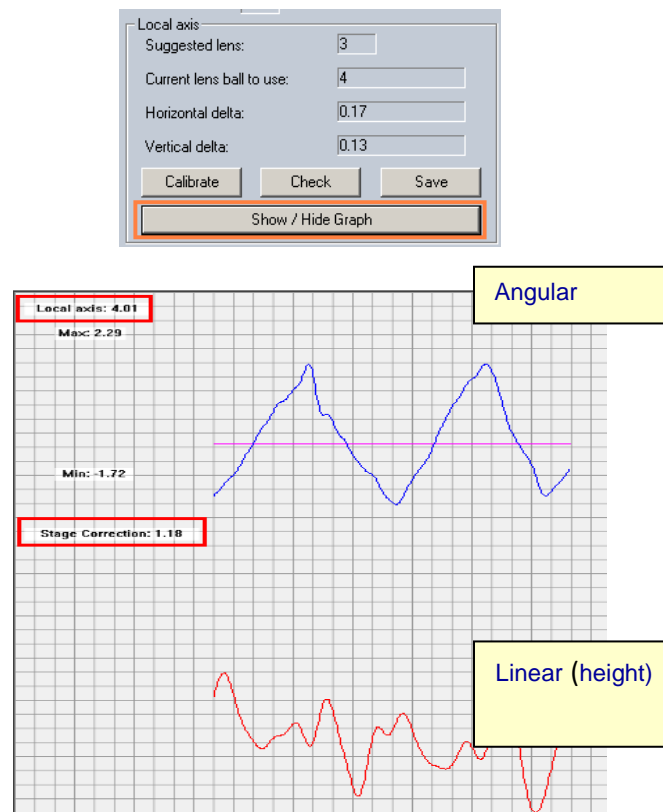 Local axis
Suggested lens: 3
Current lens ball to use: 4
Horizontal delta: 0.17
Vertical delta: 0.13
Calibrate Check Save
Show / Hide Graph
Angular
Local axis: 4.01
Max: 2.29
Min: -1.72
Stage Correction: 1.18
Linear (height)